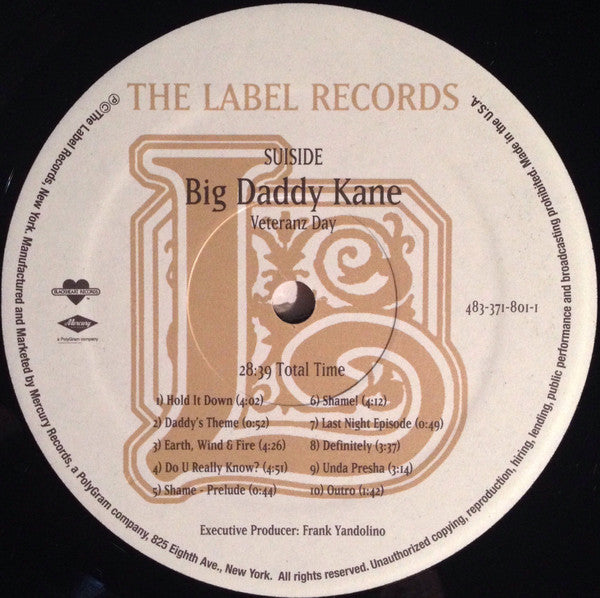 THE LABEL RECORDS
SUISIDE
Big Daddy Kane
Veteranz Day
483-371-801-1
BLACKHEART RECORDS
TM
Mercury
a PolyGram company
28:39 Total Time
1) Hold It Down (4:02)
2) Daddy's Theme (0:52)
3) Earth, Wind & Fire (4:26)
4) Do U Really Know? (4:51)
5) Shame - Prelude (0:44)
6) Shame! (4:12)
7) Last Night Episode (0:49)
8) Definitely (3:37)
9) Unda Presha (3:14)
10) Outro (1:42)
Executive Producer: Frank Yandolino
℗©The Label Records, New York. Manufactured and Marketed by Mercury Records, a PolyGram company, 825 Eighth Ave., New York. All rights reserved. Unauthorized copying, reproduction, hiring, lending, public performance and broadcasting prohibited. Made in the U.S.A.